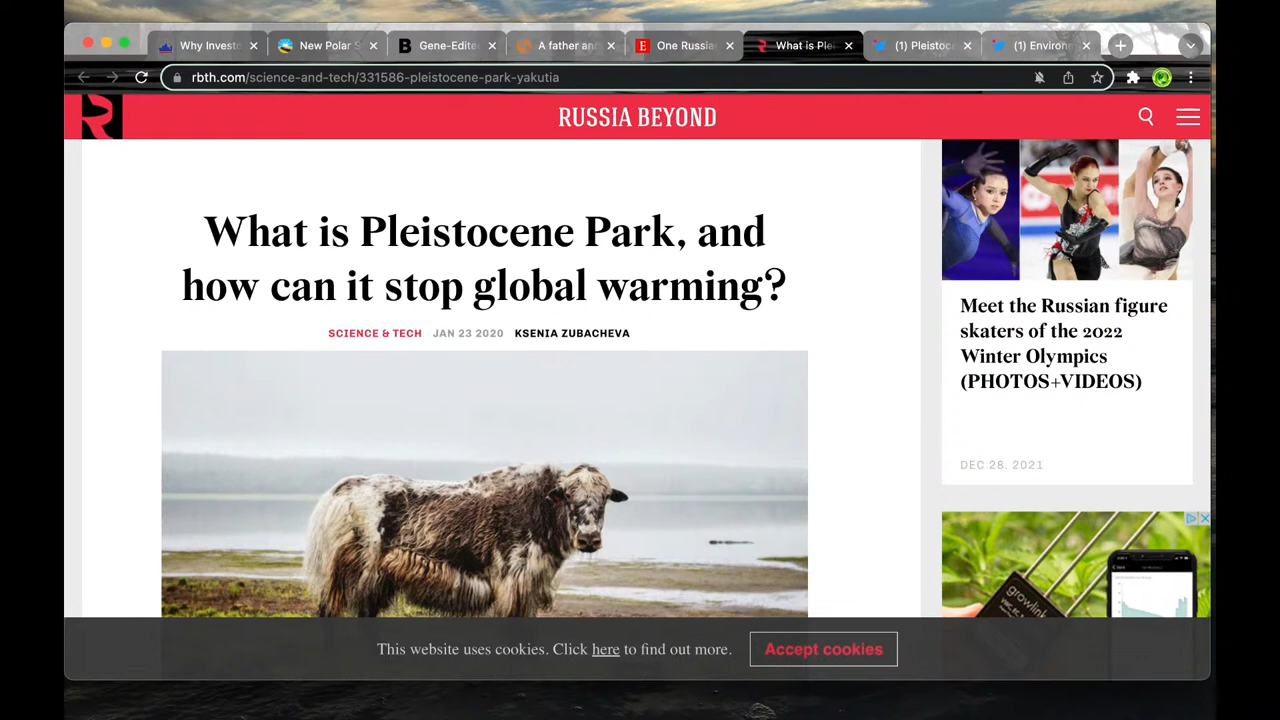 Why Investo
New Polar S
Gene-Edite
A father an
One Russia
What is Ple
(1) Pleistoc
(1) Environ
rbth.com/science-and-tech/331586-pleistocene-park-yakutia
RUSSIA BEYOND
What is Pleistocene Park, and
how can it stop global warming?
SCIENCE & TECH JAN 23 2020 KSENIA ZUBACHEVA
Meet the Russian figure
skaters of the 2022
Winter Olympics
(PHOTOS+VIDEOS)
DEC 28, 2021
growlink
This website uses cookies. Click here to find out more.
Accept cookies